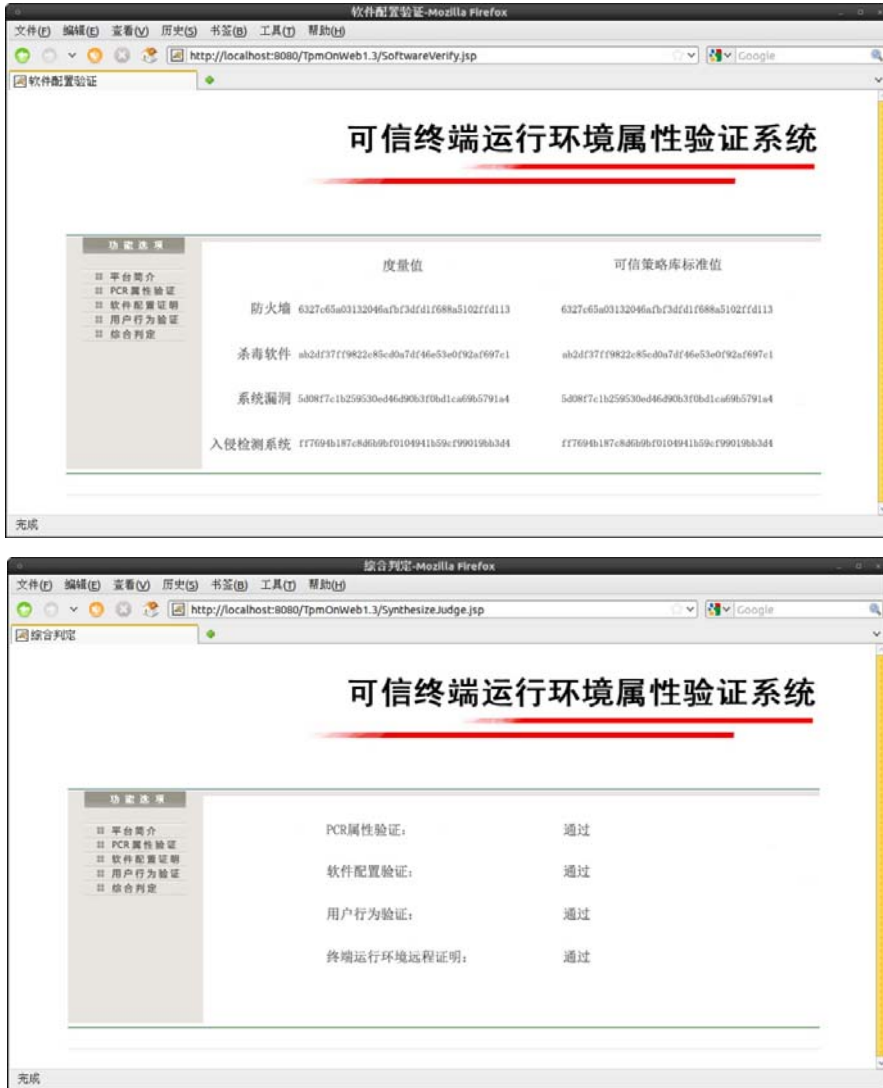 软件配置验证-Mozilla Firefox
文件(F) 编辑(E) 查看(V) 历史(S) 书签(B) 工具(T) 帮助(H)
http://localhost:8080/TpmOnWeb1.3/SoftwareVerify.jsp Google
软件配置验证
可信终端运行环境属性验证系统
功能选项
平台简介
PCR属性验证
软件配置证明
用户行为验证
综合判定
度量值 可信策略库标准值
防火墙 6327c65a03132046afbf3dfd1f688a5102ffd113 6327c65a03132046afbf3dfd1f688a5102ffd113
杀毒软件 ab2df37ff9822c85cd0a7df46e53e0f92af697c1 ab2df37ff9822c85cd0a7df46e53e0f92af697c1
系统漏洞 5d08f7c1b259530ed46d90b3f0bd1ca69b5791a4 5d08f7c1b259530ed46d90b3f0bd1ca69b5791a4
入侵检测系统 ff7694b187c8d6b9bf0104941b59cf99019bb3d4 ff7694b187c8d6b9bf0104941b59cf99019bb3d4
完成
综合判定-Mozilla Firefox
文件(F) 编辑(E) 查看(V) 历史(S) 书签(B) 工具(T) 帮助(H)
http://localhost:8080/TpmOnWeb1.3/SynthesizeJudge.jsp Google
综合判定
可信终端运行环境属性验证系统
功能选项
平台简介
PCR属性验证
软件配置证明
用户行为验证
综合判定
PCR属性验证: 通过
软件配置验证: 通过
用户行为验证: 通过
终端运行环境远程证明: 通过
完成